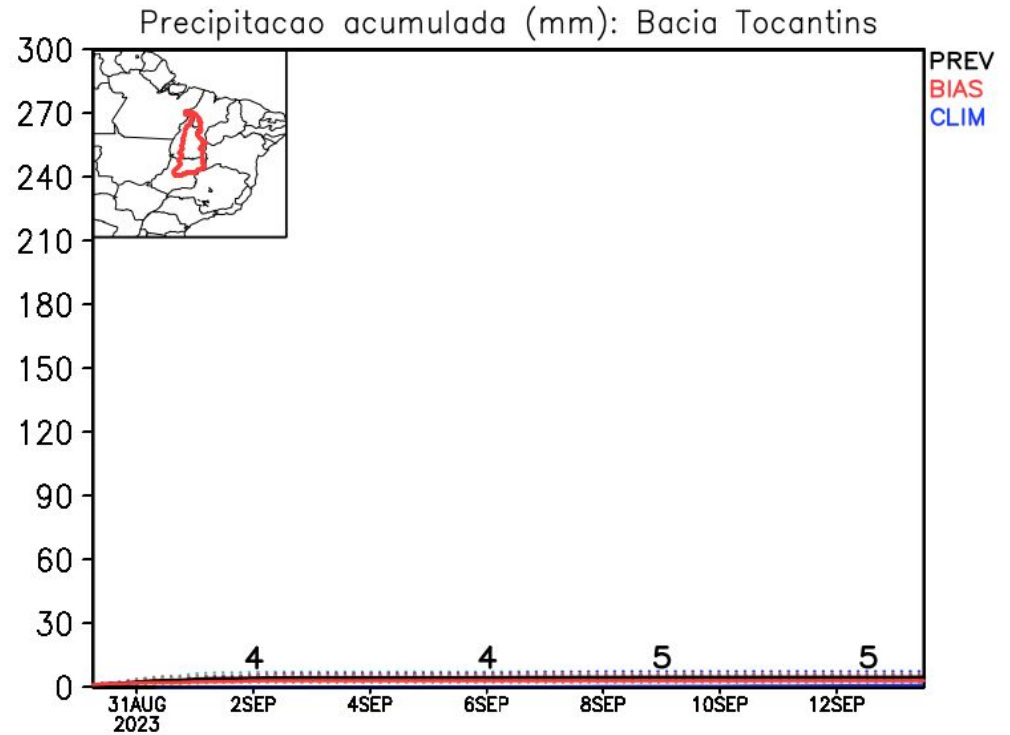 Precipitacao acumulada (mm): Bacia Tocantins
300
270
240
210
180
150
120
90
60
30
0
PREV
BIAS
CLIM
4
4
5
5
31AUG
2023
2SEP
4SEP
6SEP
8SEP
10SEP
12SEP